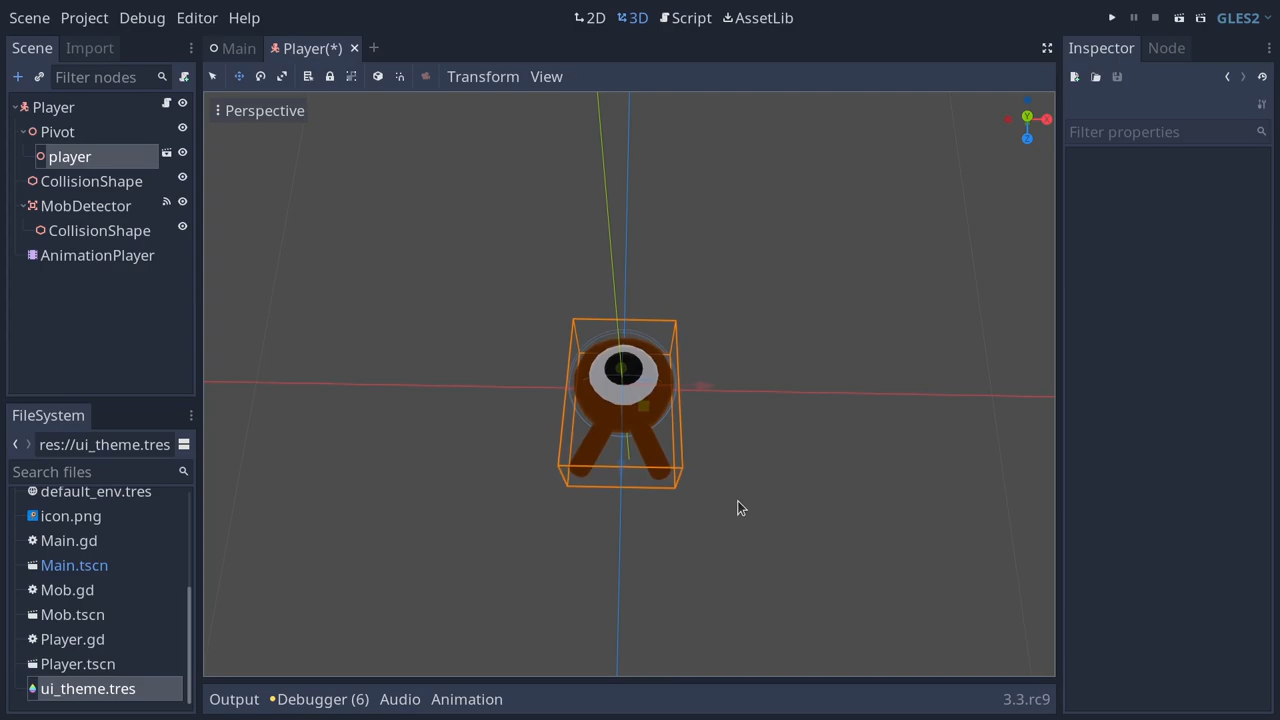 Scene Project Debug Editor Help
2D 3D Script AssetLib
GLES2
Scene Import
Filter nodes
Player
Pivot
player
CollisionShape
MobDetector
CollisionShape
AnimationPlayer
FileSystem
res://ui_theme.tres
Search files
default_env.tres
icon.png
Main.gd
Main.tscn
Mob.gd
Mob.tscn
Player.gd
Player.tscn
ui_theme.tres
Main Player(*)
Transform View
Perspective
Y X Z
Output Debugger (6) Audio Animation 3.3.rc9
Inspector Node
Filter properties